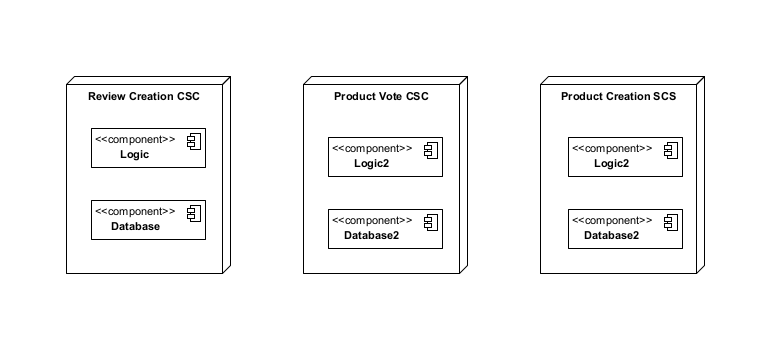 Review Creation CSC
<<component>>
Logic
<<component>>
Database
Product Vote CSC
<<component>>
Logic2
<<component>>
Database2
Product Creation SCS
<<component>>
Logic2
<<component>>
Database2